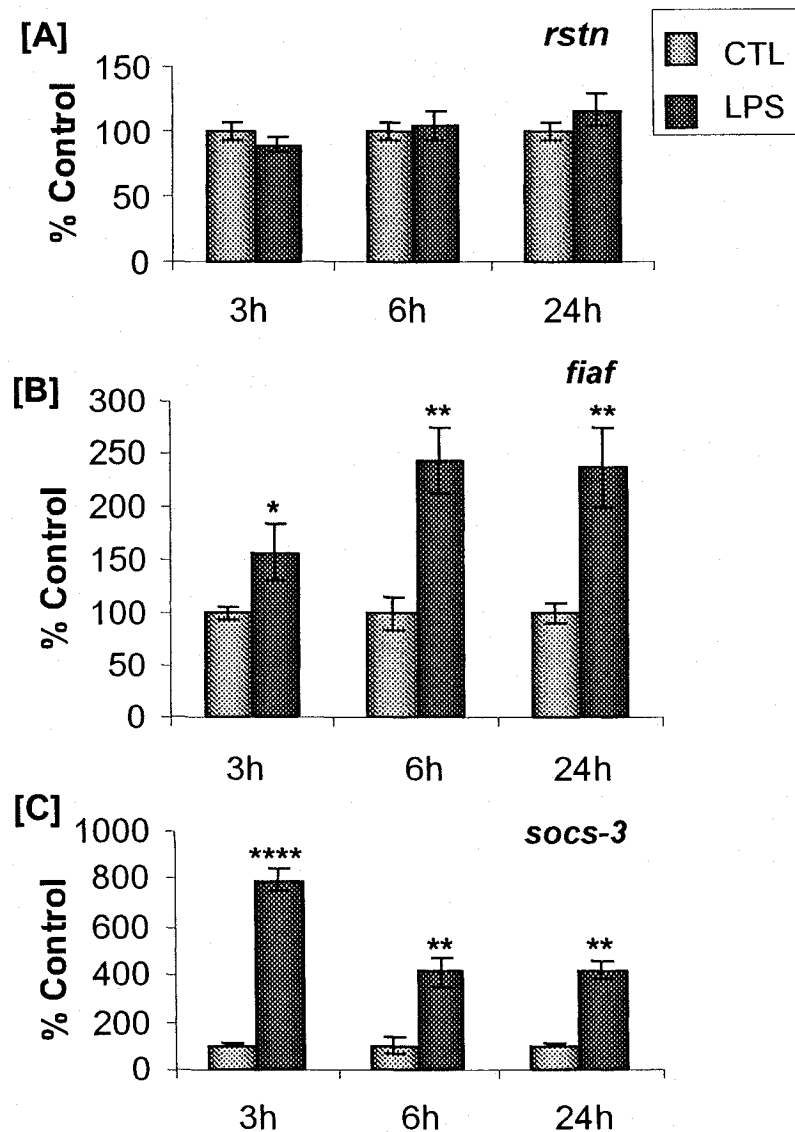 [A]
rstn
CTL
LPS
% Control
150
100
50
0
3h 6h 24h
[B]
fiaf
% Control
300
250
200
150
100
50
0
*
**
**
3h 6h 24h
[C]
socs-3
% Control
1000
800
600
400
200
0
****
**
**
3h 6h 24h